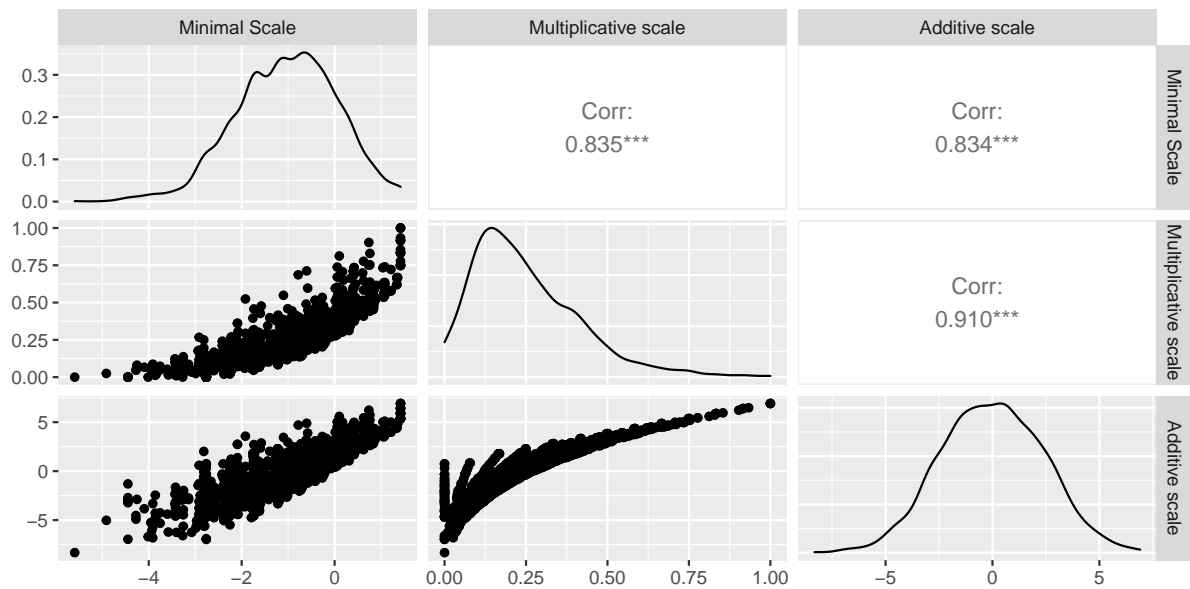 Minimal Scale Multiplicative scale Additive scale
0.3
0.2
0.1
0.0
Corr:
0.835***
Corr:
0.834***
Minimal Scale
1.00
0.75
0.50
0.25
0.00
Corr:
0.910***
Multiplicative scale
5
0
−5
Additive scale
−4 −2 0 0.00 0.25 0.50 0.75 1.00 −5 0 5